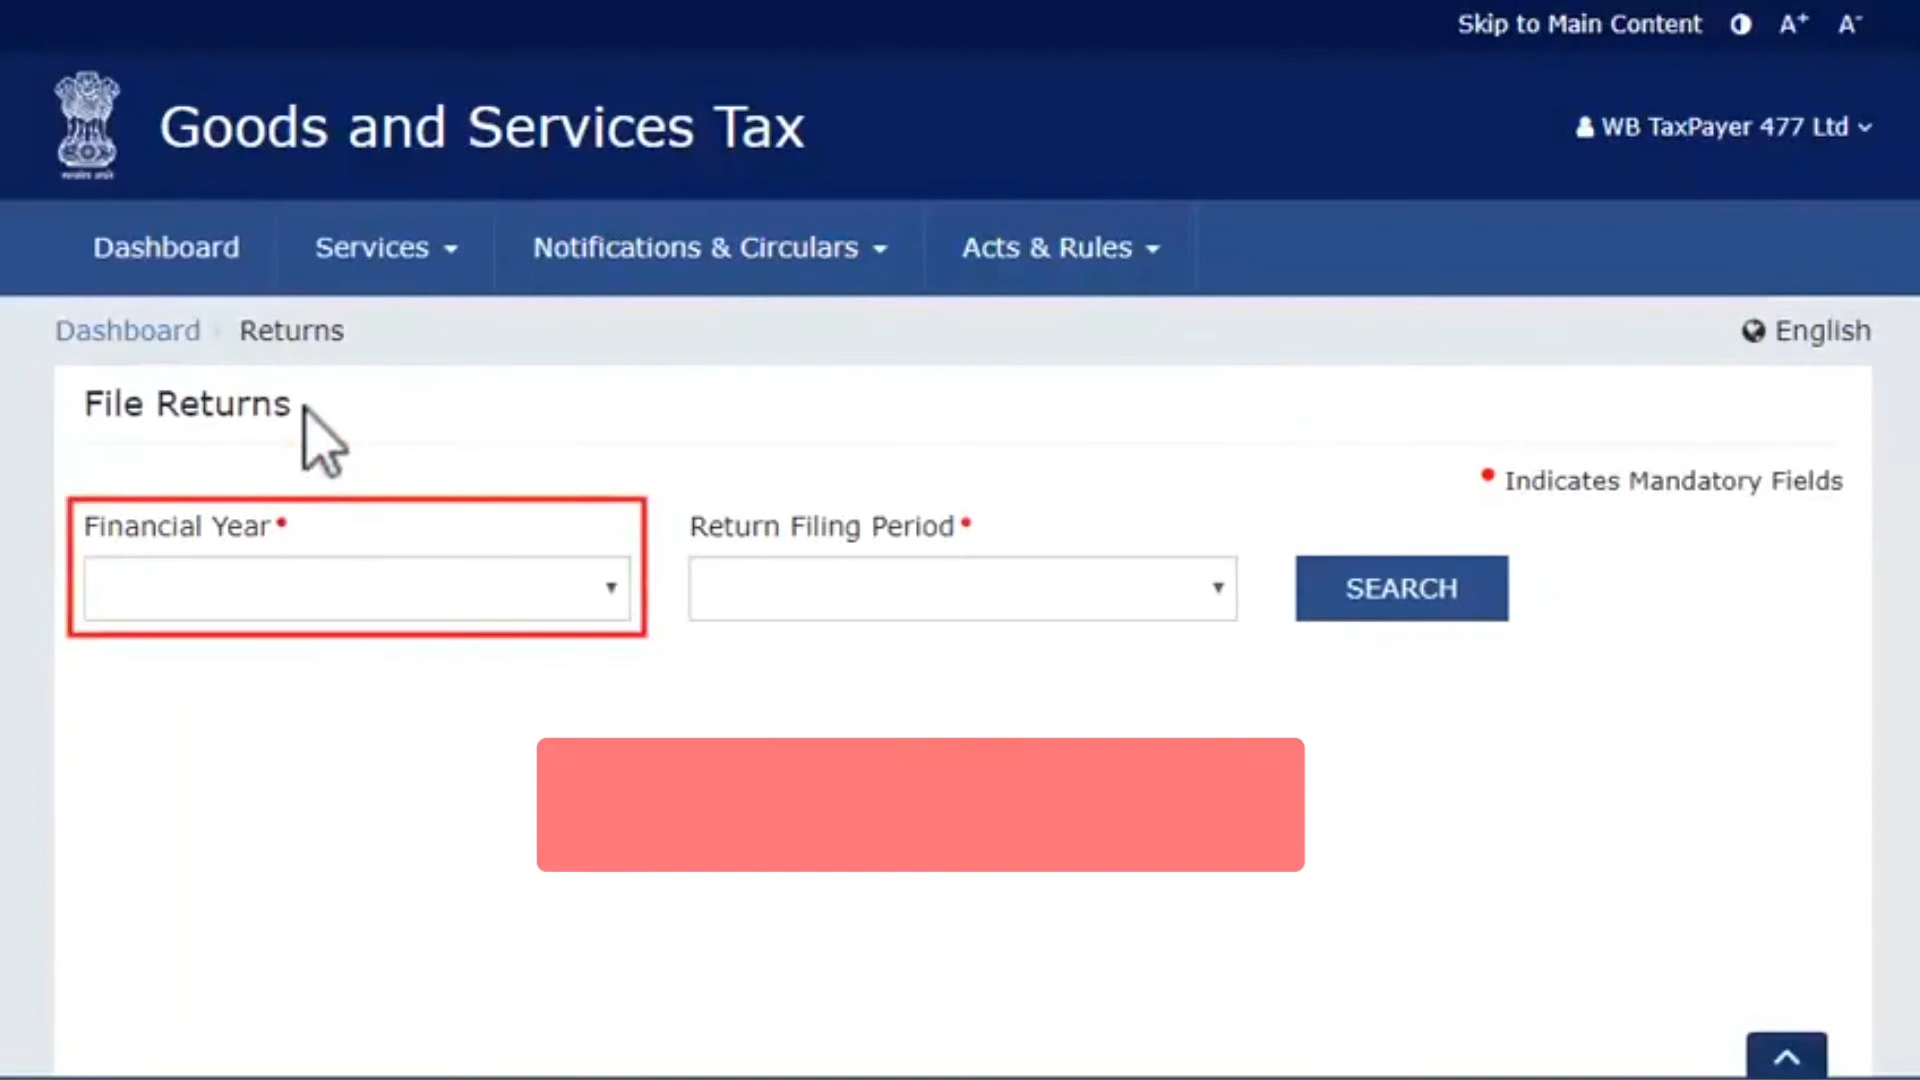 Skip to Main Content A+ A-
Goods and Services Tax
WB TaxPayer 477 Ltd
Dashboard Services Notifications & Circulars Acts & Rules
Dashboard Returns
English
File Returns
• Indicates Mandatory Fields
Financial Year•
Return Filing Period•
SEARCH